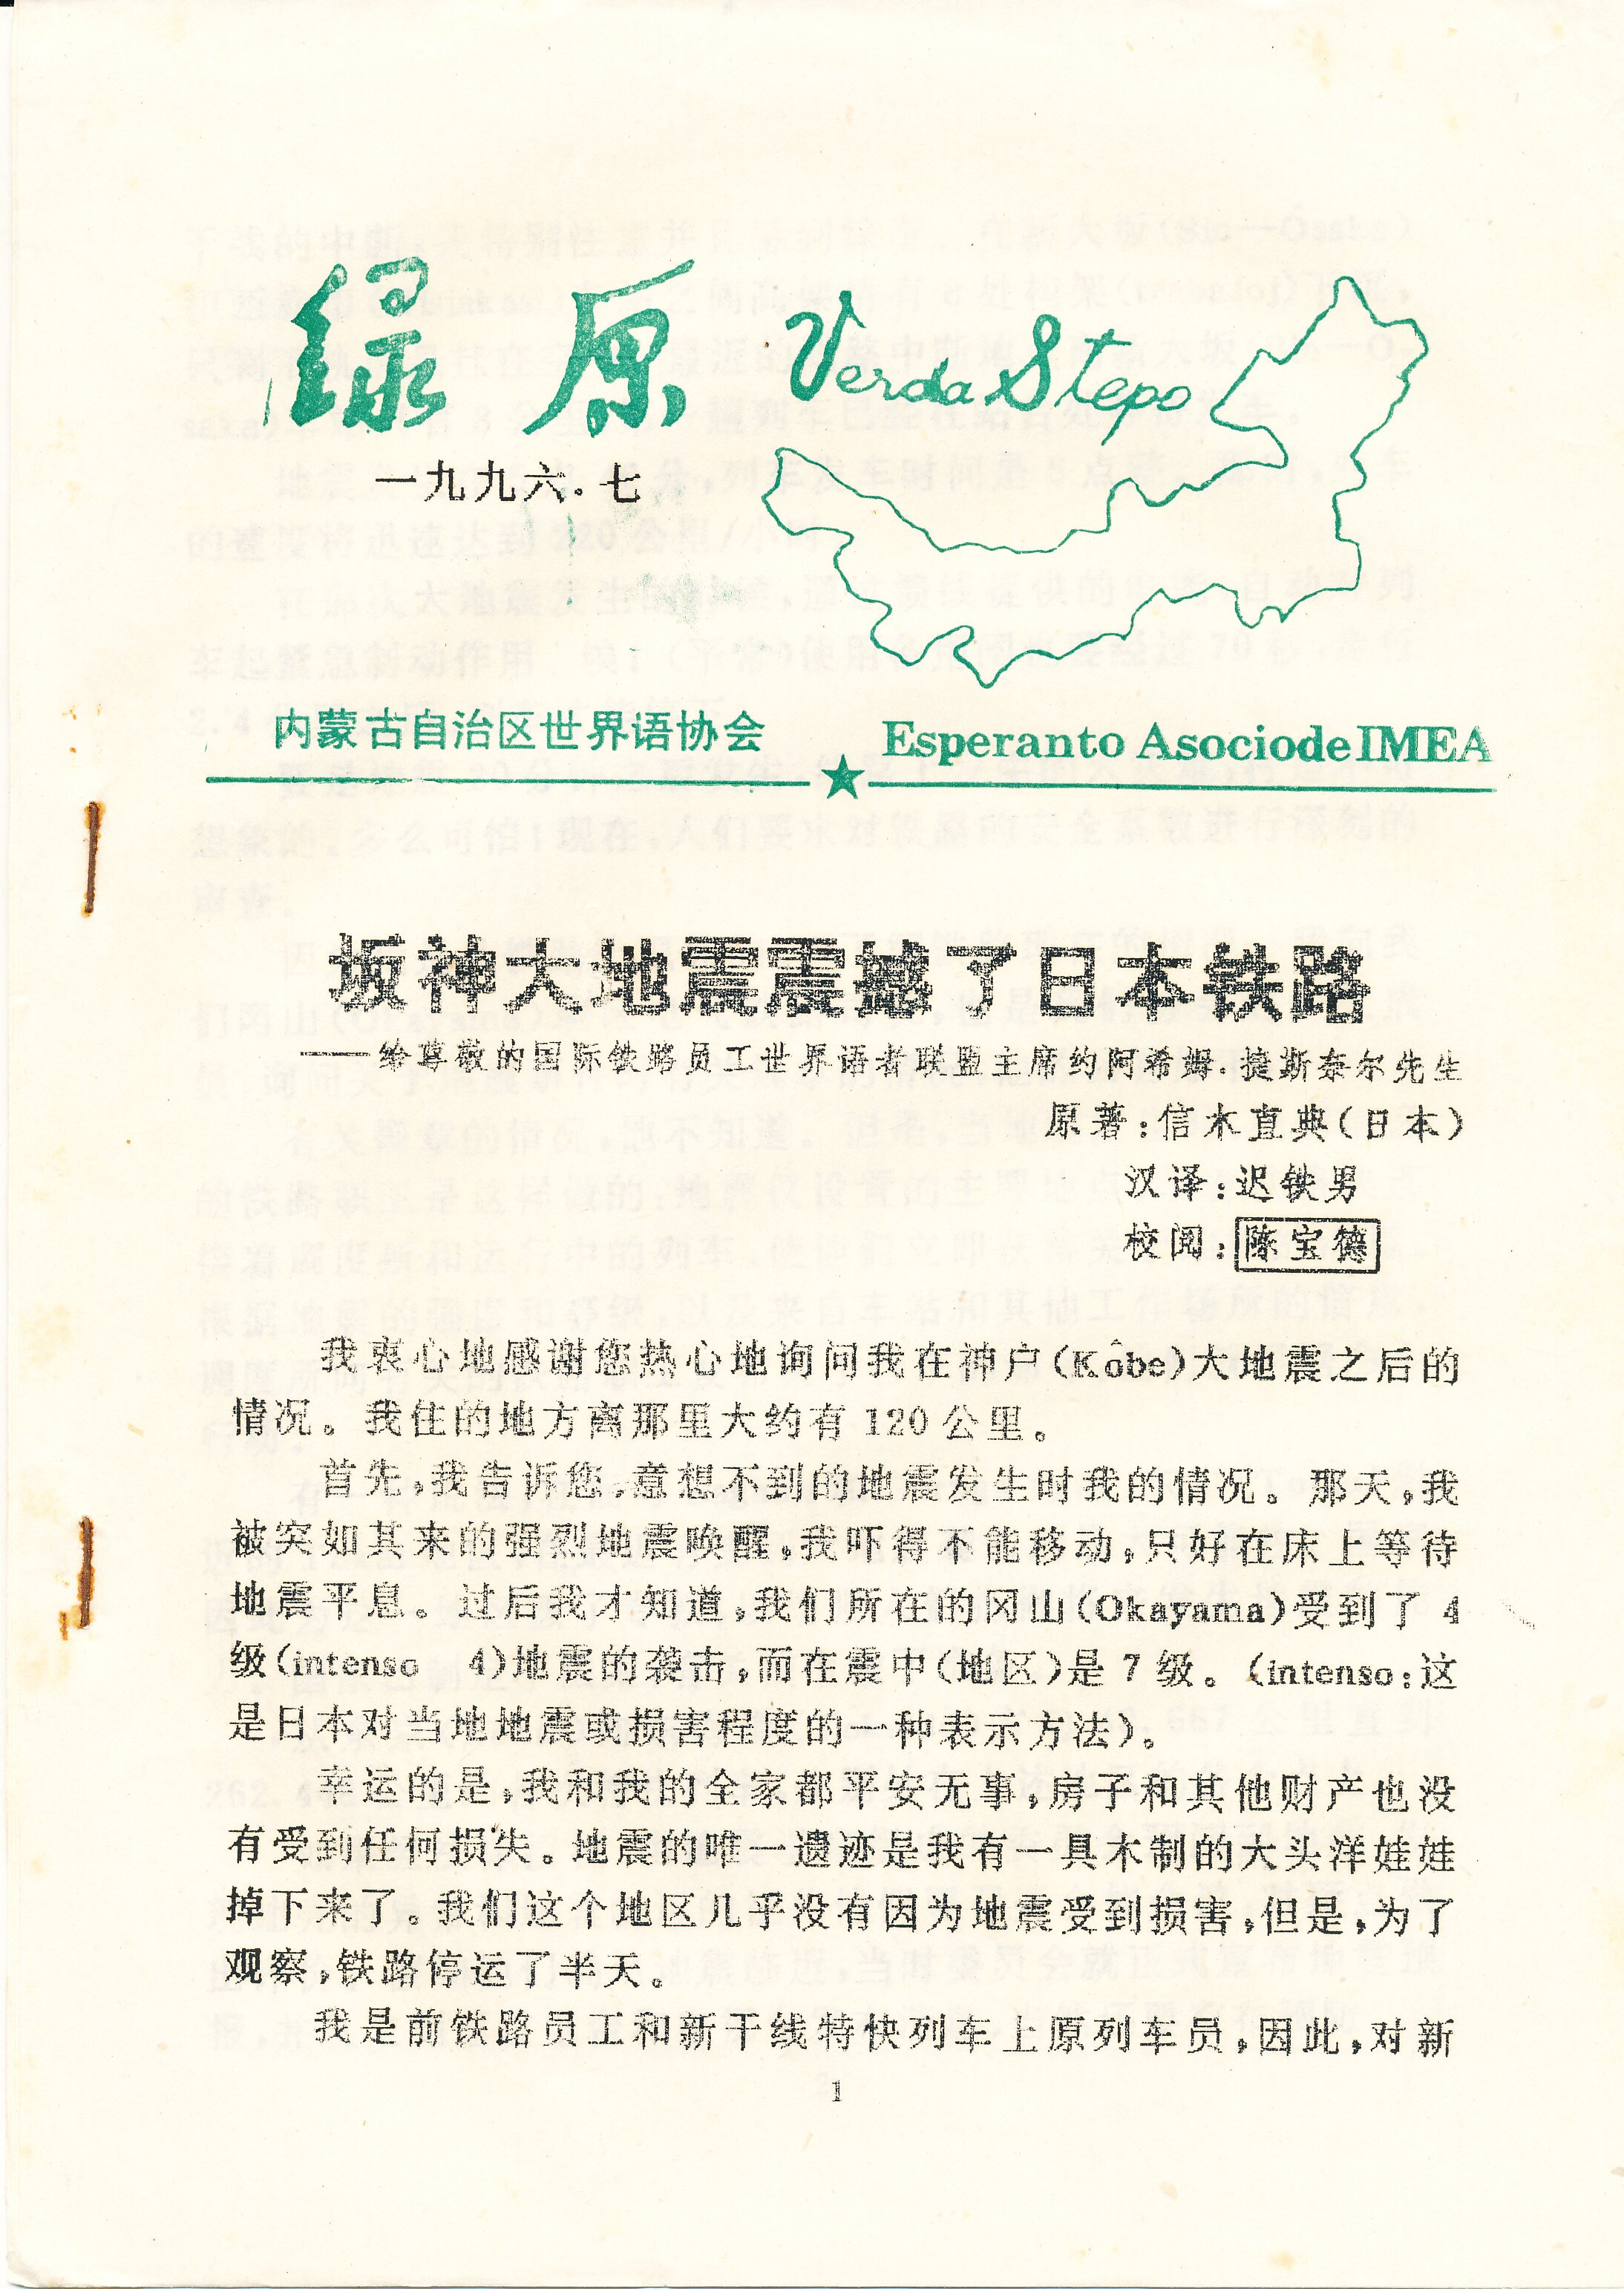 绿原 Verda Stepo
一九九六.七
内蒙古自治区世界语协会 Esperanto Asocio de IMEA
坂神大地震震撼了日本铁路
——给尊敬的国际铁路员工世界语者联盟主席约阿希姆.捷斯泰尔先生
原著:信木直典(日本)
汉译:迟铁男
校阅:陈宝德
我衷心地感谢您热心地询问我在神户(Kôbe)大地震之后的
情况。我住的地方离那里大约有 120 公里。
首先,我告诉您,意想不到的地震发生时我的情况。那天,我
被突如其来的强烈地震唤醒,我吓得不能移动,只好在床上等待
地震平息。过后我才知道,我们所在的冈山(Okayama)受到了 4
级(intenso 4)地震的袭击,而在震中(地区)是 7 级。(intenso:这
是日本对当地地震或损害程度的一种表示方法)。
幸运的是,我和我的全家都平安无事,房子和其他财产也没
有受到任何损失。地震的唯一遗迹是我有一具木制的大头洋娃娃
掉下来了。我们这个地区几乎没有因为地震受到损害,但是,为了
观察,铁路停运了半天。
我是前铁路员工和新干线特快列车上原列车员,因此,对新
1